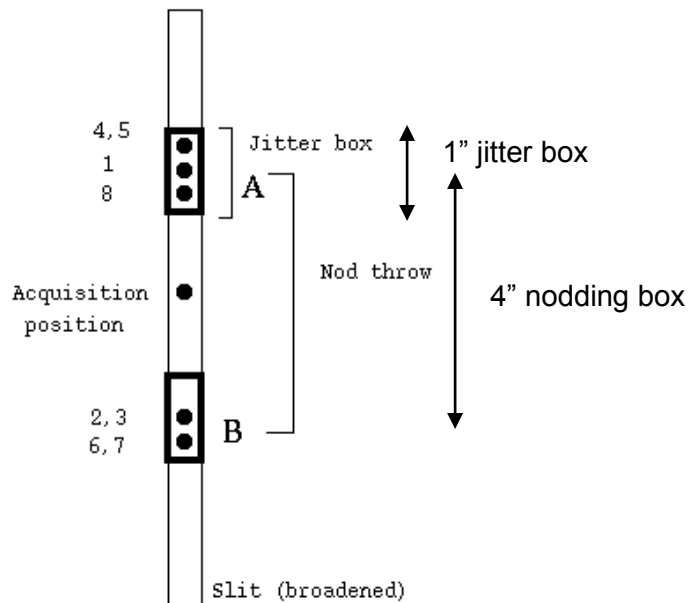 4,5
1
8
Jitter box
A
1” jitter box
Nod throw
4” nodding box
Acquisition
position
2,3
6,7
B
Slit (broadened)